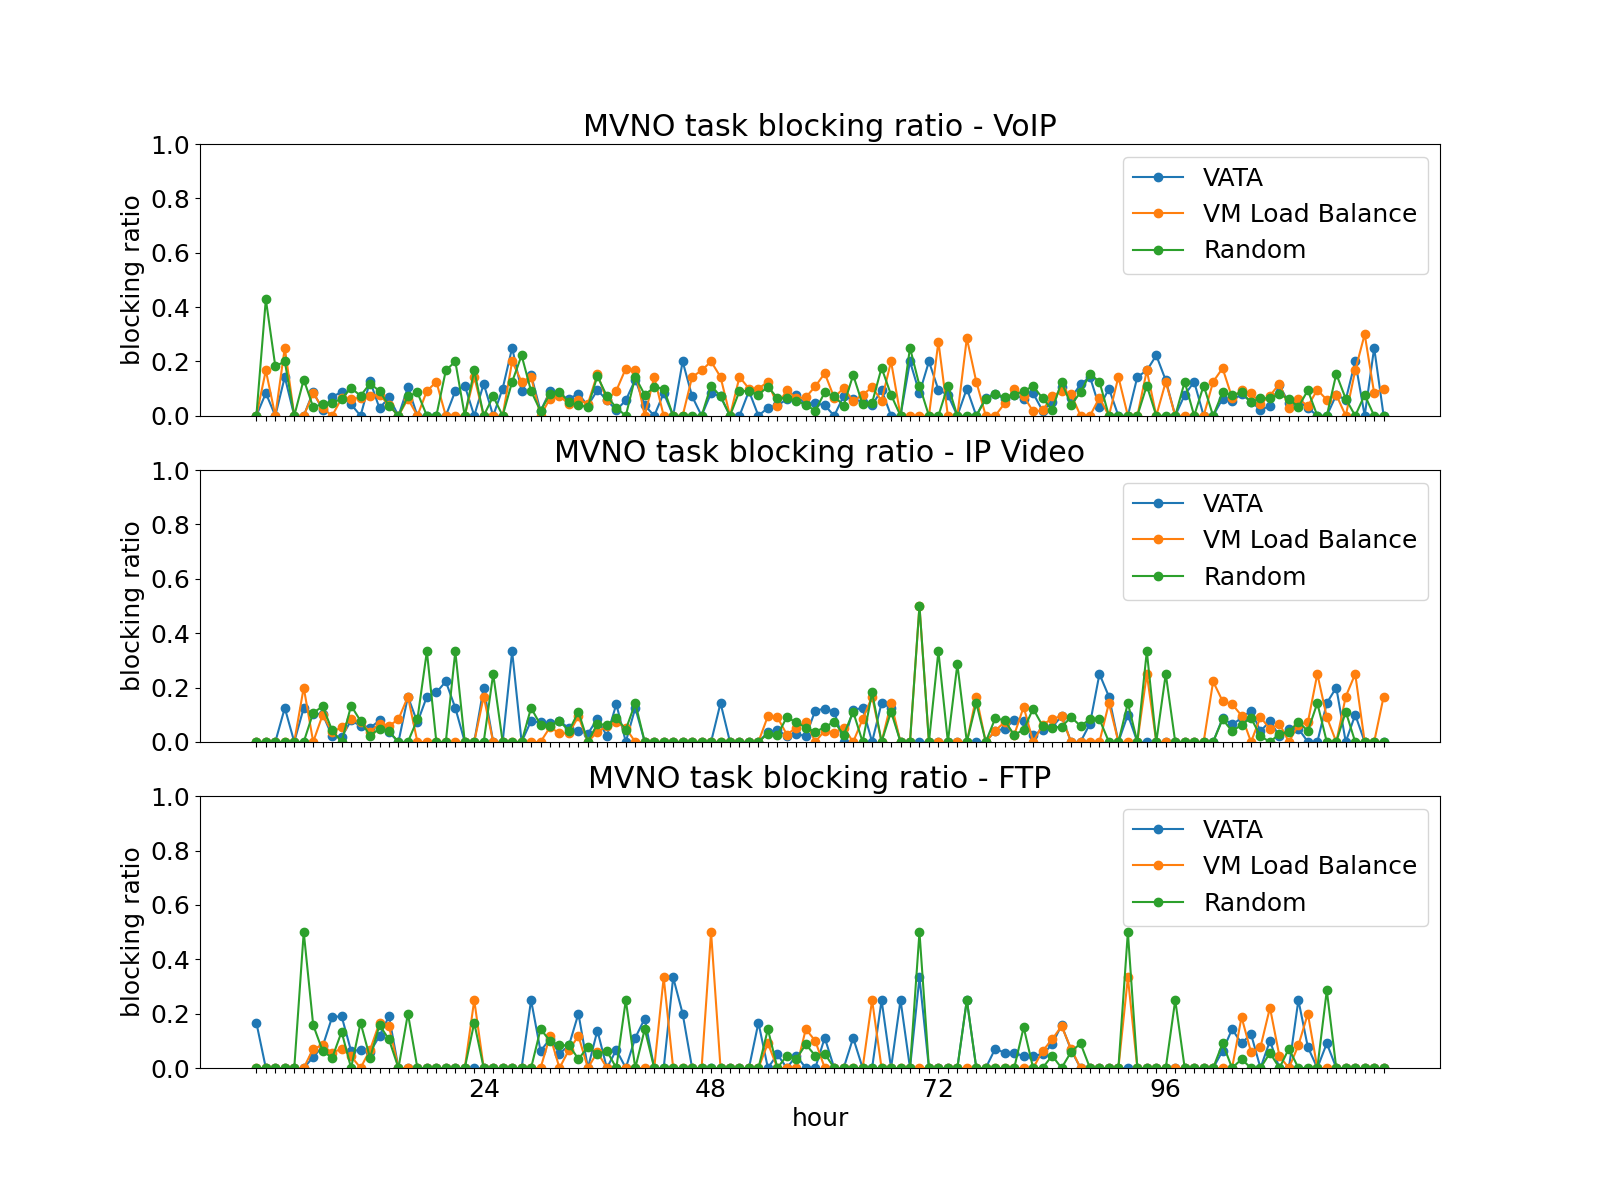 MVNO task blocking ratio - VoIP
1.0
0.8
0.6
0.4
0.2
0.0
blocking ratio
VATA
VM Load Balance
Random
MVNO task blocking ratio - IP Video
1.0
0.8
0.6
0.4
0.2
0.0
blocking ratio
VATA
VM Load Balance
Random
MVNO task blocking ratio - FTP
1.0
0.8
0.6
0.4
0.2
0.0
blocking ratio
VATA
VM Load Balance
Random
24 48 72 96
hour